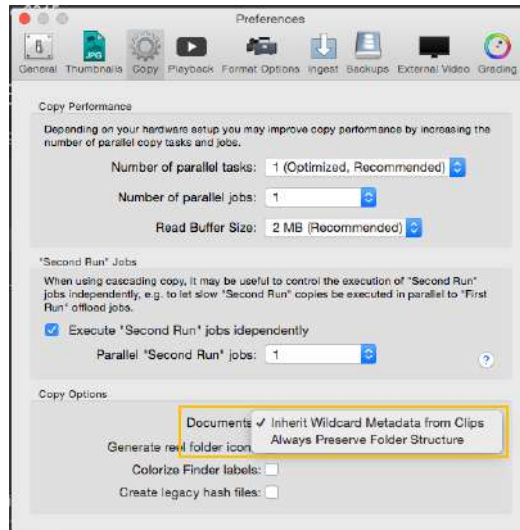 Preferences
General Thumbnails Copy Playback Format Options Ingest Backups External Video Grading
Copy Performance
Depending on your hardware setup you may improve copy performance by increasing the
number of parallel copy tasks and jobs.
Number of parallel tasks: 1 (Optimized, Recommended)
Number of parallel jobs: 1
Read Buffer Size: 2 MB (Recommended)
"Second Run" Jobs
When using cascading copy, it may be useful to control the execution of "Second Run"
jobs independently, e.g. to let slow "Second Run" copies be executed in parallel to "First
Run" offload jobs.
Execute "Second Run" jobs idependently
Parallel "Second Run" jobs: 1
?
Copy Options
Documents ✓ Inherit Wildcard Metadata from Clips
Always Preserve Folder Structure
Generate reel folder icon
Colorize Finder labels:
Create legacy hash files: